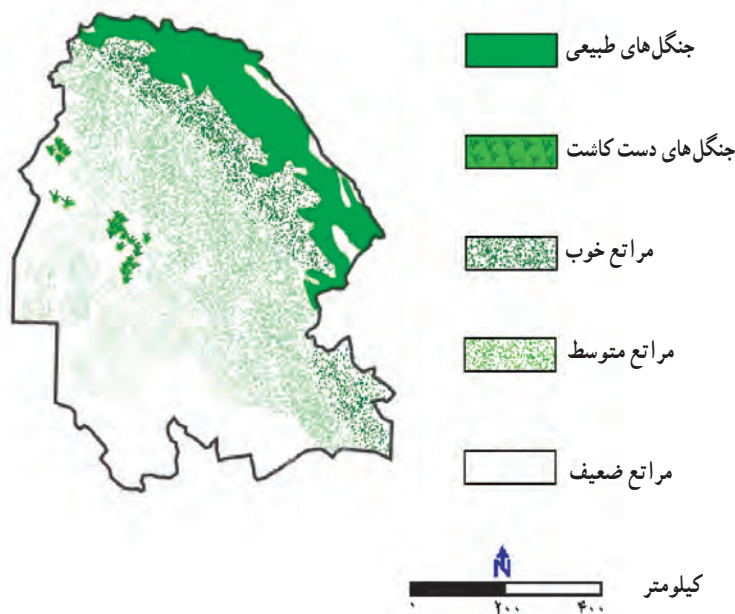 جنگل‌های طبیعی
جنگل‌های دست کاشت
مراتع خوب
مراتع متوسط
مراتع ضعیف
N
کیلومتر
۰ ۲۰۰ ۴۰۰